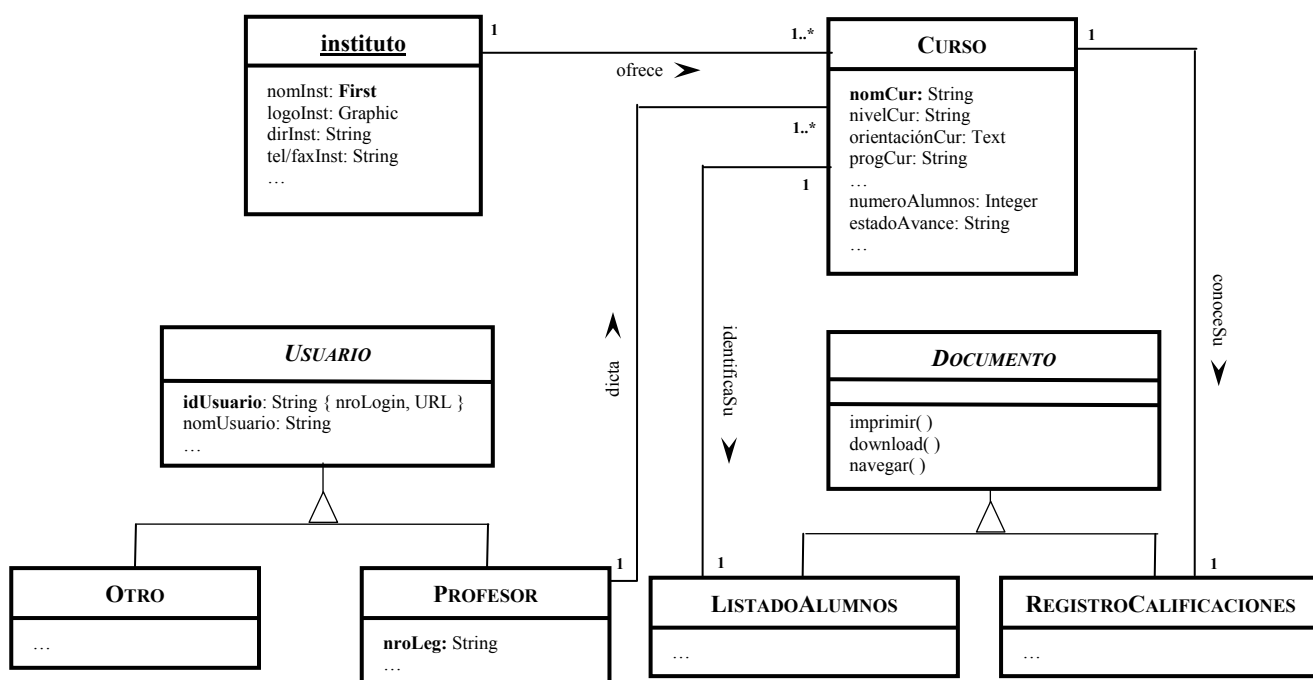 instituto
nomInst: First
logoInst: Graphic
dirInst: String
tel/faxInst: String
…
1
1..*
ofrece
CURSO
nomCur: String
nivelCur: String
orientaciónCur: Text
progCur: String
…
numeroAlumnos: Integer
estadoAvance: String
…
1
1..*
1
conoceSu
identificaSu
dicta
USUARIO
idUsuario: String { nroLogin, URL }
nomUsuario: String
…
DOCUMENTO
imprimir( )
download( )
navegar( )
OTRO
…
PROFESOR
nroLeg: String
…
1
1
LISTADOALUMNOS
…
1
REGISTROCALIFICACIONES
…